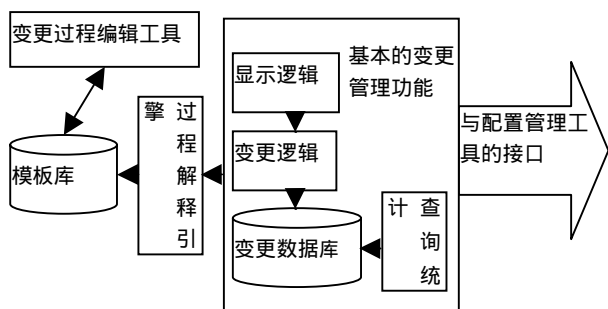 变更过程编辑工具
模板库
过程解释引
擎
基本的变更
管理功能
显示逻辑
变更逻辑
变更数据库
查询统
计
与配置管理工
具的接口